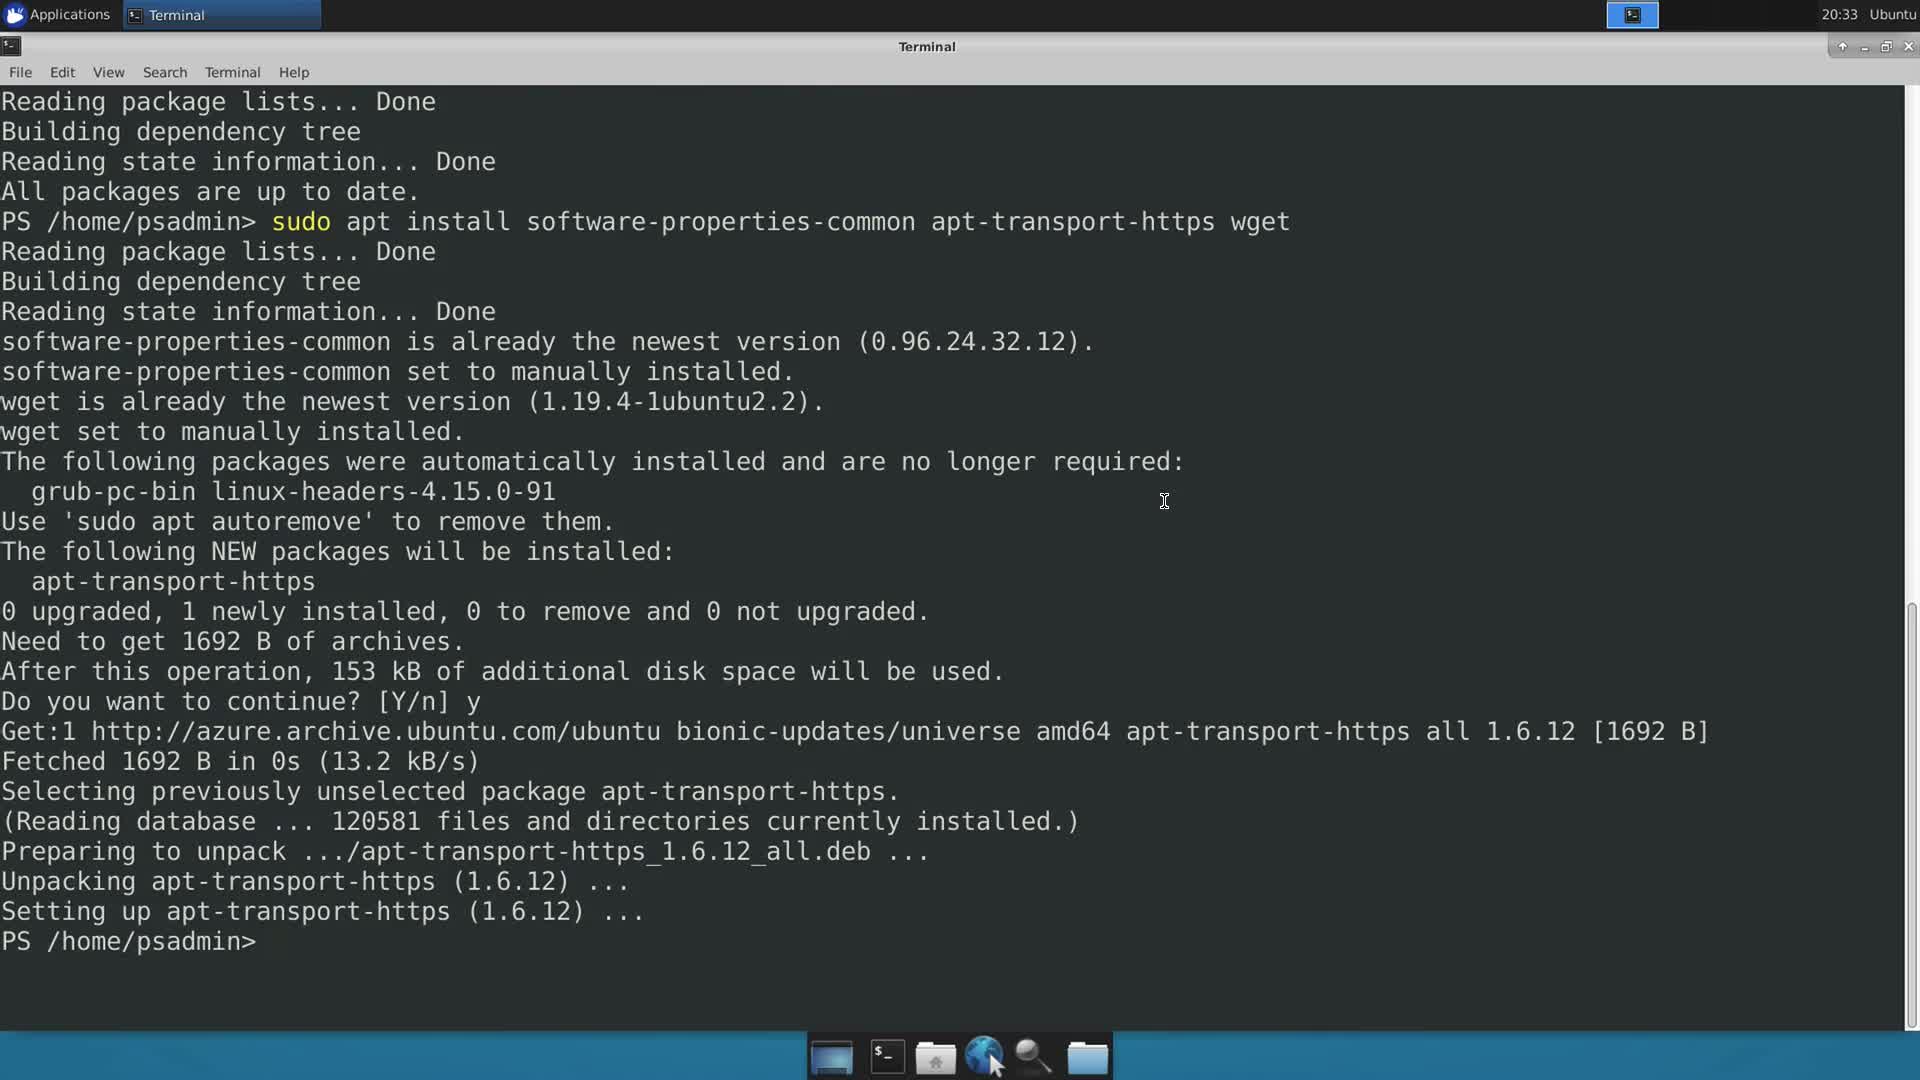 Applications
Terminal
20:33
Ubuntu
Terminal
File Edit View Search Terminal Help
Reading package lists... Done
Building dependency tree
Reading state information... Done
All packages are up to date.
PS /home/psadmin> sudo apt install software-properties-common apt-transport-https wget
Reading package lists... Done
Building dependency tree
Reading state information... Done
software-properties-common is already the newest version (0.96.24.32.12).
software-properties-common set to manually installed.
wget is already the newest version (1.19.4-1ubuntu2.2).
wget set to manually installed.
The following packages were automatically installed and are no longer required:
  grub-pc-bin linux-headers-4.15.0-91
Use 'sudo apt autoremove' to remove them.
The following NEW packages will be installed:
  apt-transport-https
0 upgraded, 1 newly installed, 0 to remove and 0 not upgraded.
Need to get 1692 B of archives.
After this operation, 153 kB of additional disk space will be used.
Do you want to continue? [Y/n] y
Get:1 http://azure.archive.ubuntu.com/ubuntu bionic-updates/universe amd64 apt-transport-https all 1.6.12 [1692 B]
Fetched 1692 B in 0s (13.2 kB/s)
Selecting previously unselected package apt-transport-https.
(Reading database ... 120581 files and directories currently installed.)
Preparing to unpack .../apt-transport-https_1.6.12_all.deb ...
Unpacking apt-transport-https (1.6.12) ...
Setting up apt-transport-https (1.6.12) ...
PS /home/psadmin>